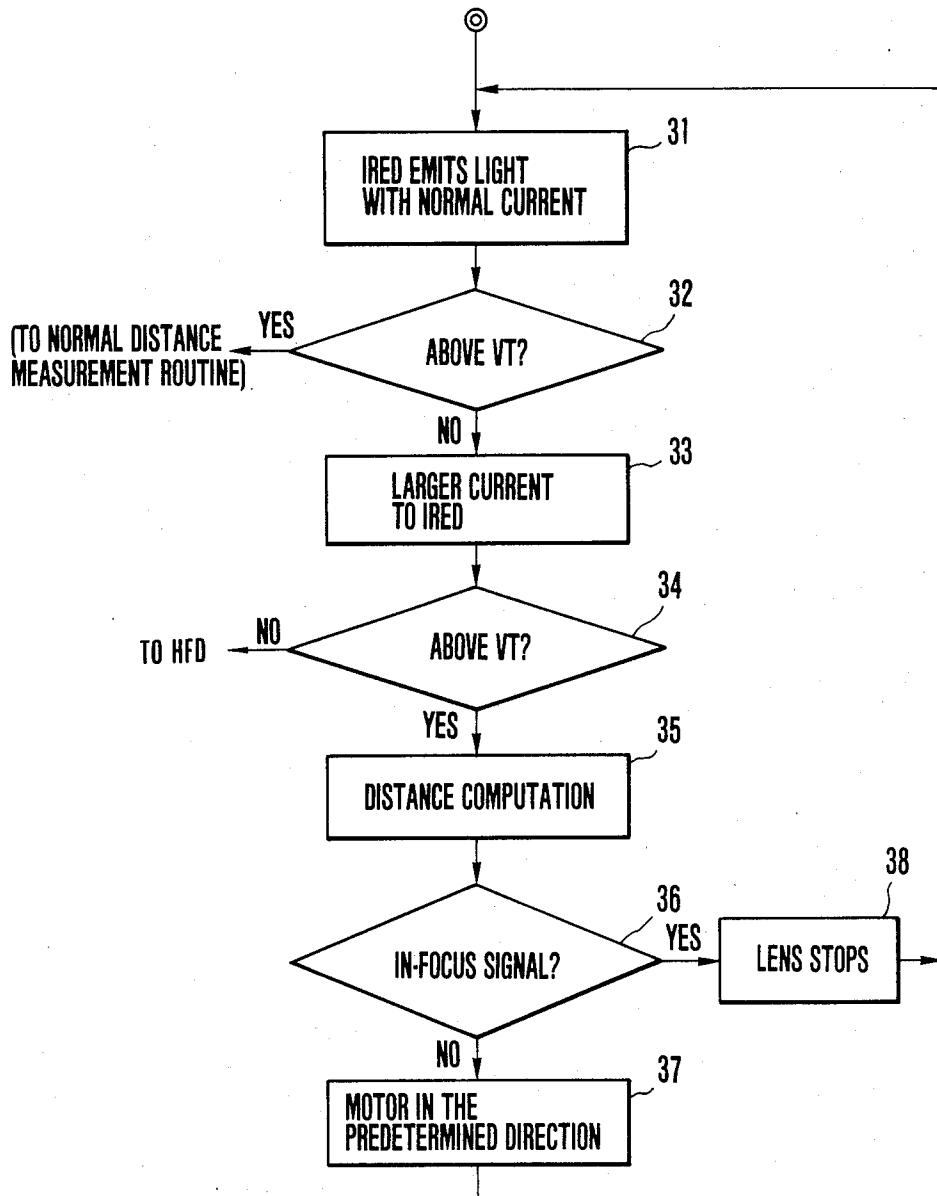 31
IRED EMITS LIGHT
WITH NORMAL CURRENT
32
(TO NORMAL DISTANCE
MEASUREMENT ROUTINE)
YES
ABOVE VT?
NO
33
LARGER CURRENT
TO IRED
34
TO HFD
NO
ABOVE VT?
YES
35
DISTANCE COMPUTATION
36
38
IN-FOCUS SIGNAL?
YES
LENS STOPS
NO
37
MOTOR IN THE
PREDETERMINED DIRECTION